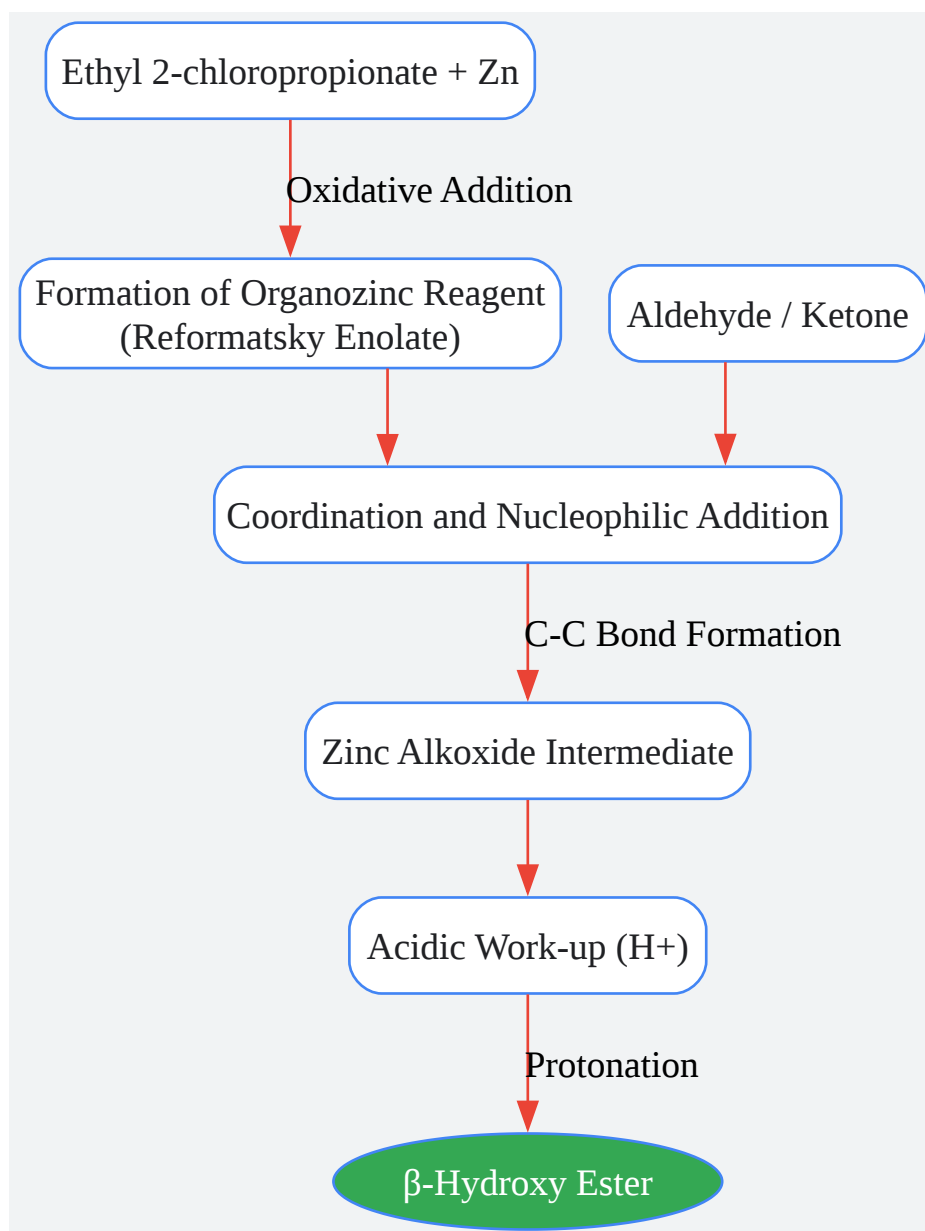 Ethyl 2-chloropropionate + Zn
Oxidative Addition
Formation of Organozinc Reagent
(Reformatsky Enolate)
Aldehyde / Ketone
Coordination and Nucleophilic Addition
C-C Bond Formation
Zinc Alkoxide Intermediate
Acidic Work-up (H+)
Protonation
β-Hydroxy Ester